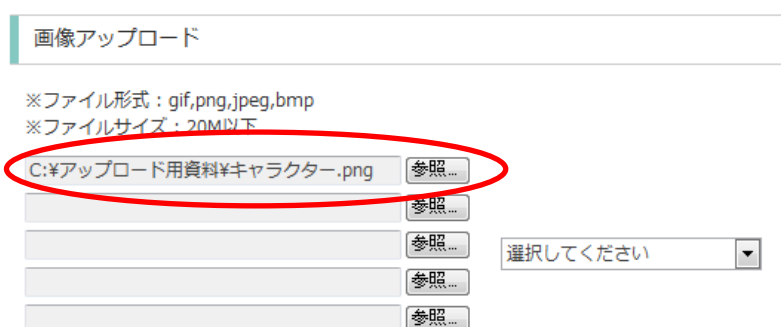 画像アップロード
※ファイル形式：gif,png,jpeg,bmp
※ファイルサイズ：20M以下
C:¥アップロード用資料¥キャラクター.png 参照...
参照...
参照... 選択してください
参照...
参照...